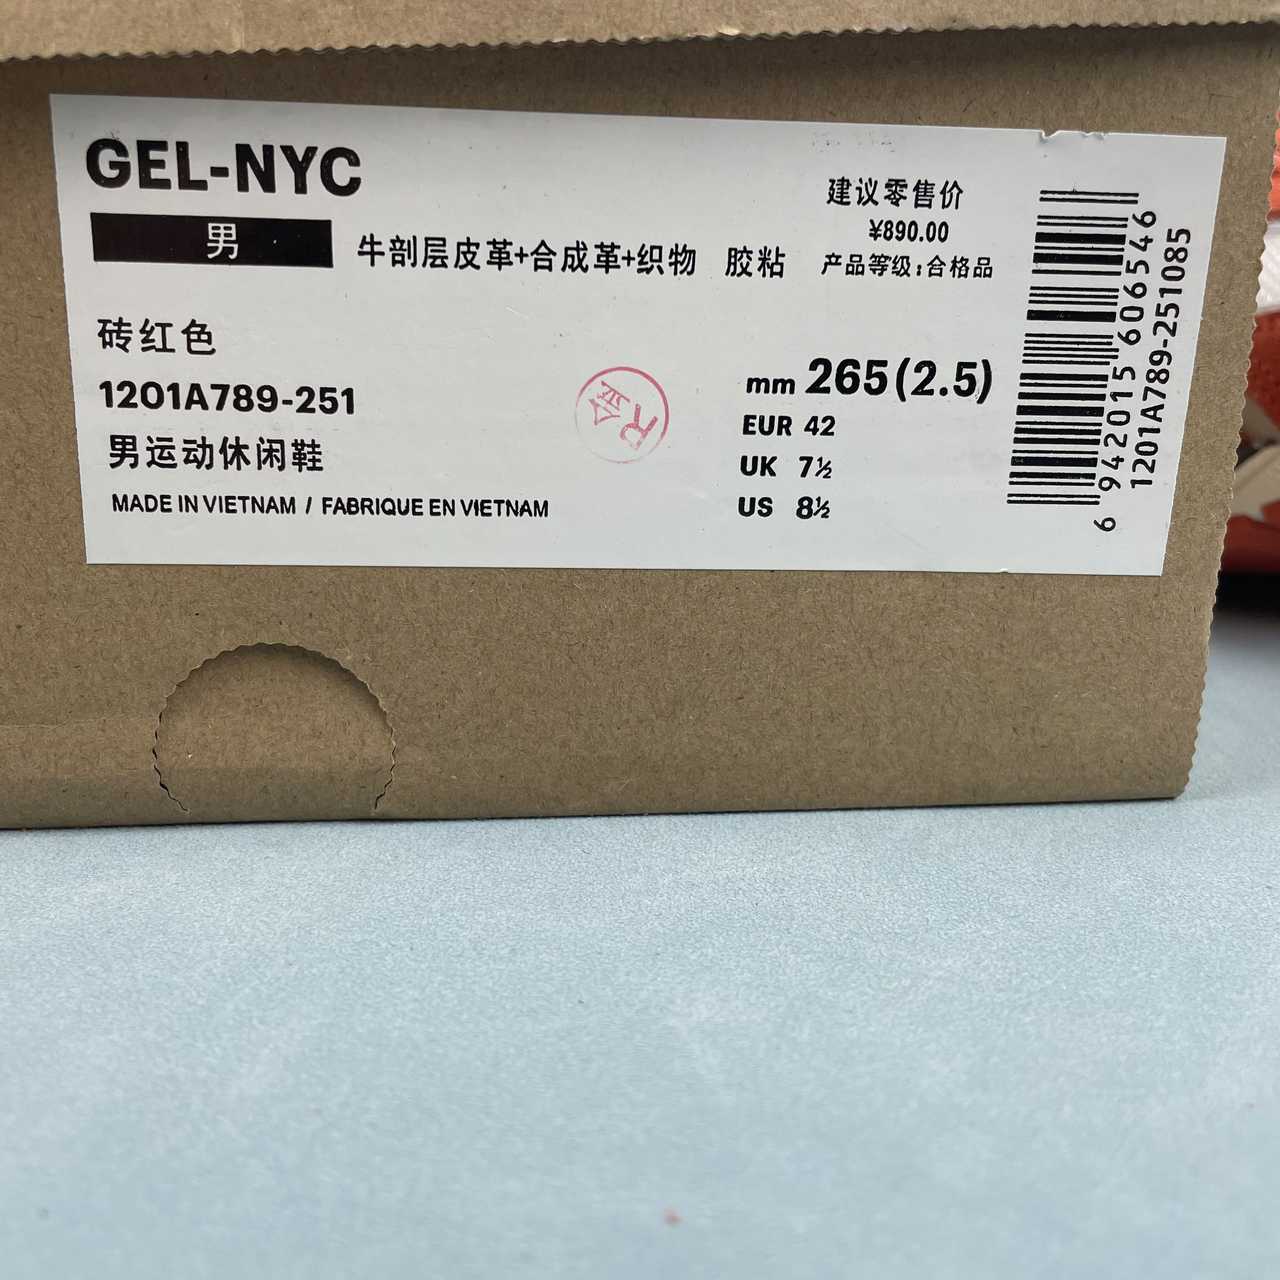 GEL-NYC
男
牛剖层皮革+合成革+织物 胶粘
建议零售价
¥890.00
产品等级:合格品
砖红色
1201A789-251
男运动休闲鞋
MADE IN VIETNAM / FABRIQUE EN VIETNAM
mm 265(2.5)
EUR 42
UK 7½
US 8½
6 942015 606546
1201A789-251085